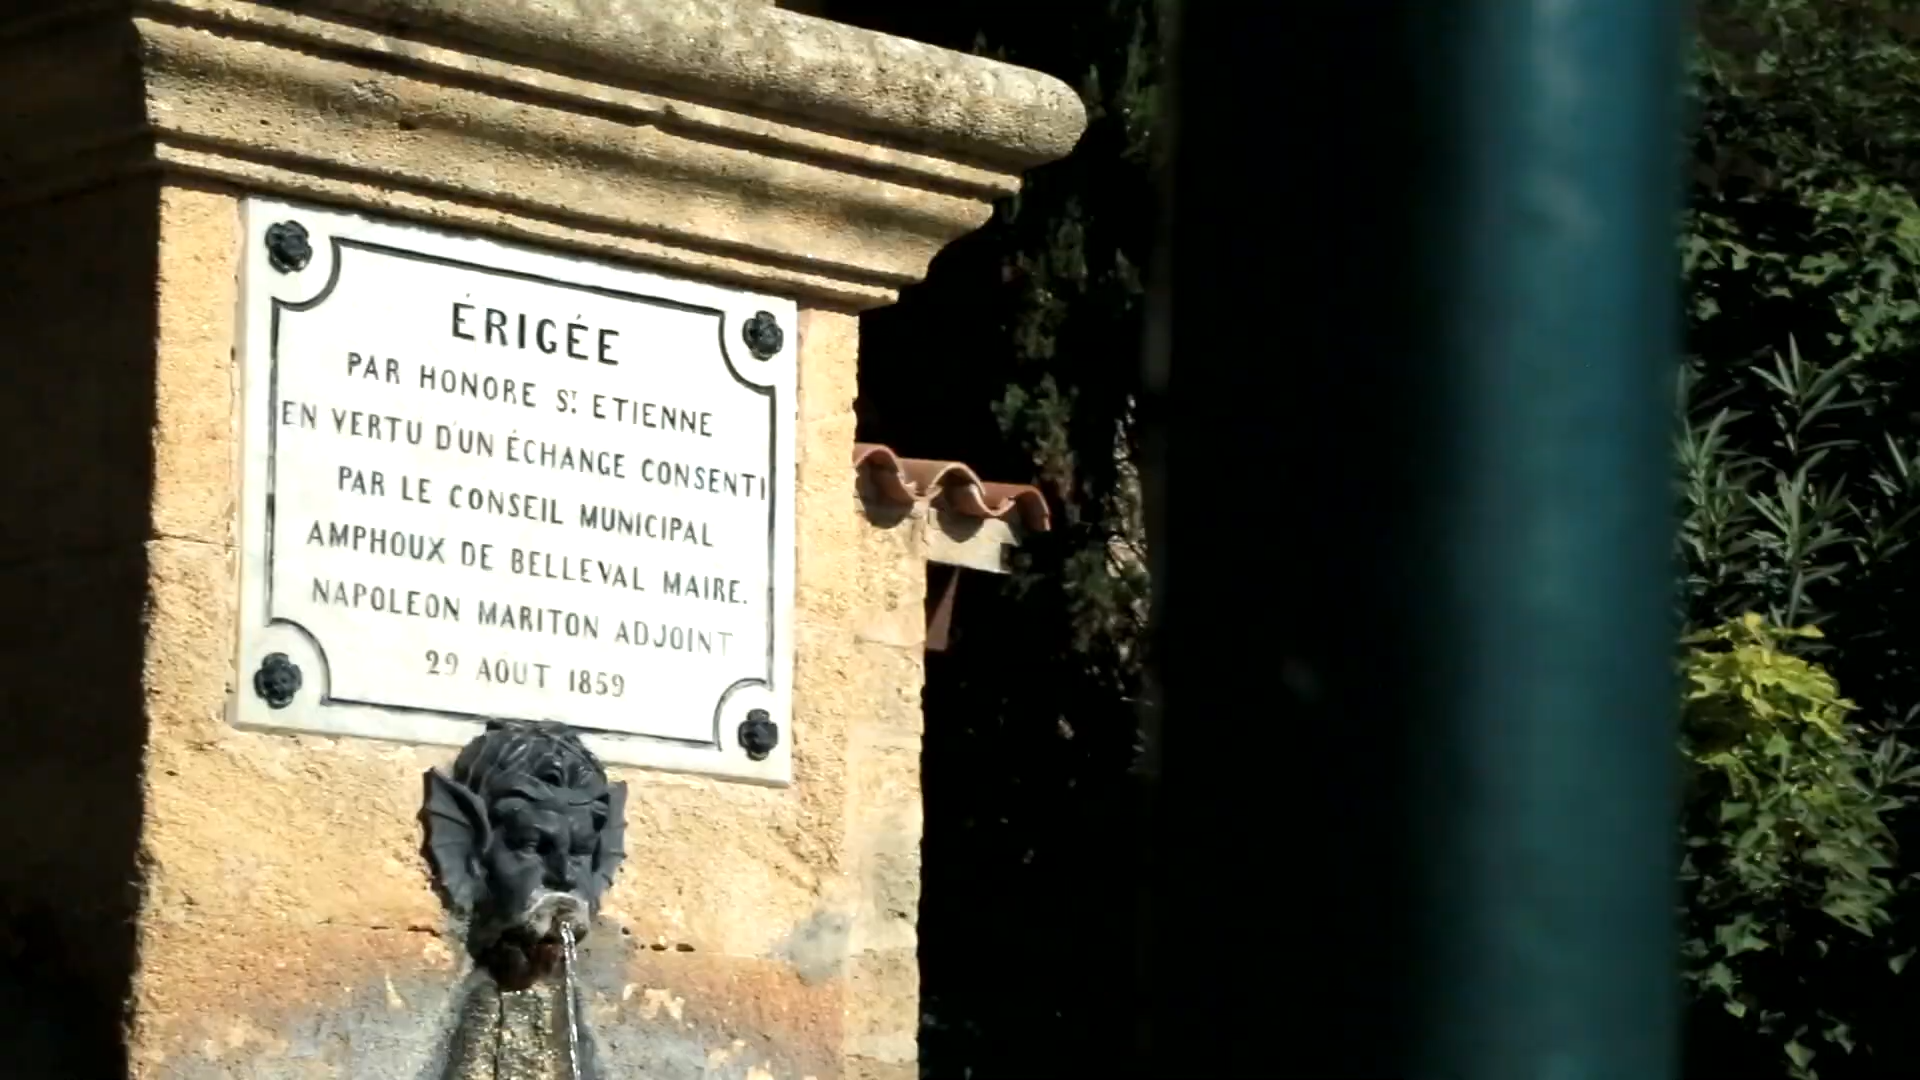 ÉRIGÉE
PAR HONORE ST ETIENNE
EN VERTU D'UN ÉCHANGE CONSENTI
PAR LE CONSEIL MUNICIPAL
AMPHOUX DE BELLEVAL MAIRE.
NAPOLEON MARITON ADJOINT
29 AOUT 1859